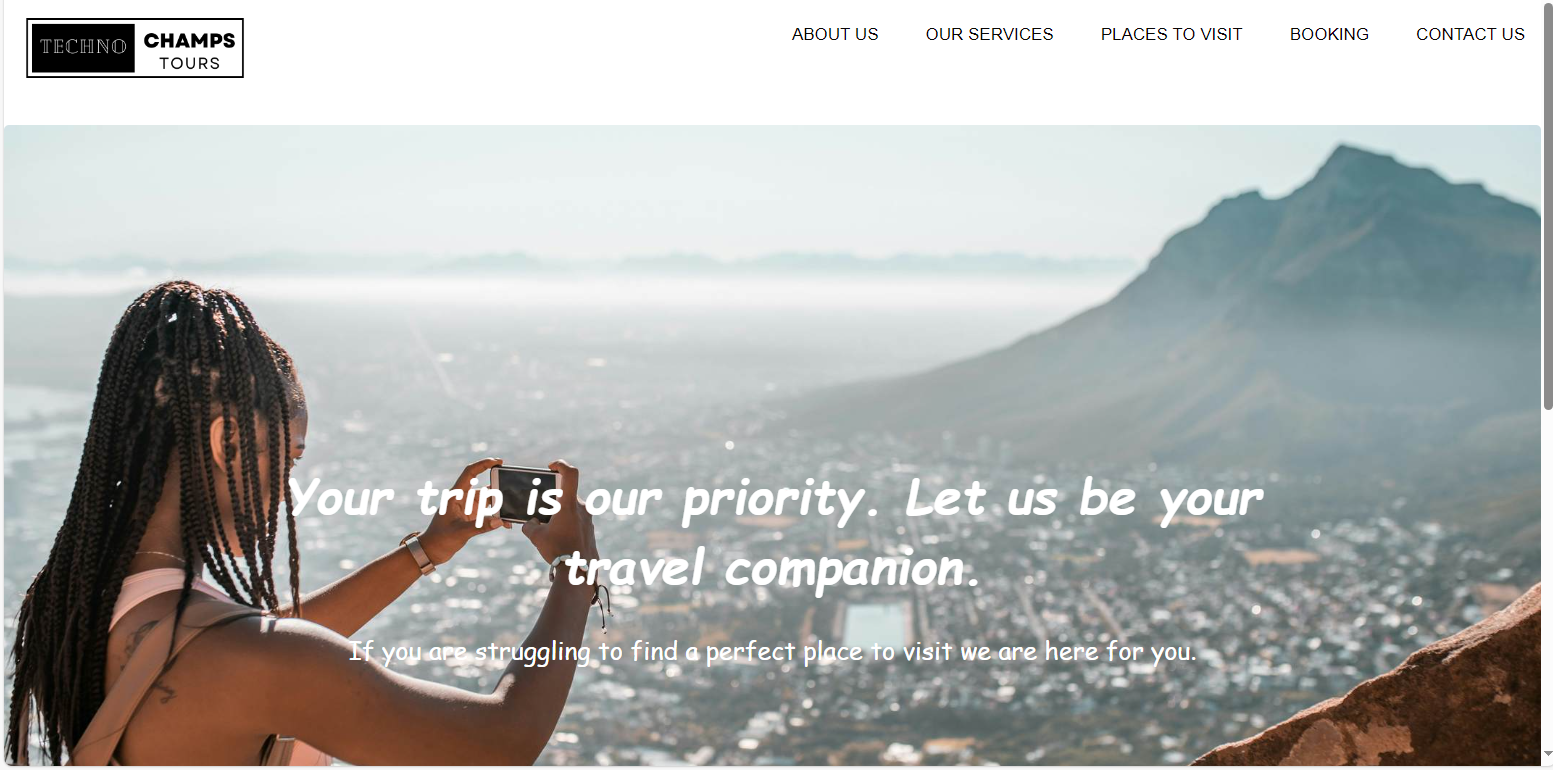 TECHNO CHAMPS
TOURS
ABOUT US OUR SERVICES PLACES TO VISIT BOOKING CONTACT US
Your trip is our priority. Let us be your
travel companion.
If you are struggling to find a perfect place to visit we are here for you.